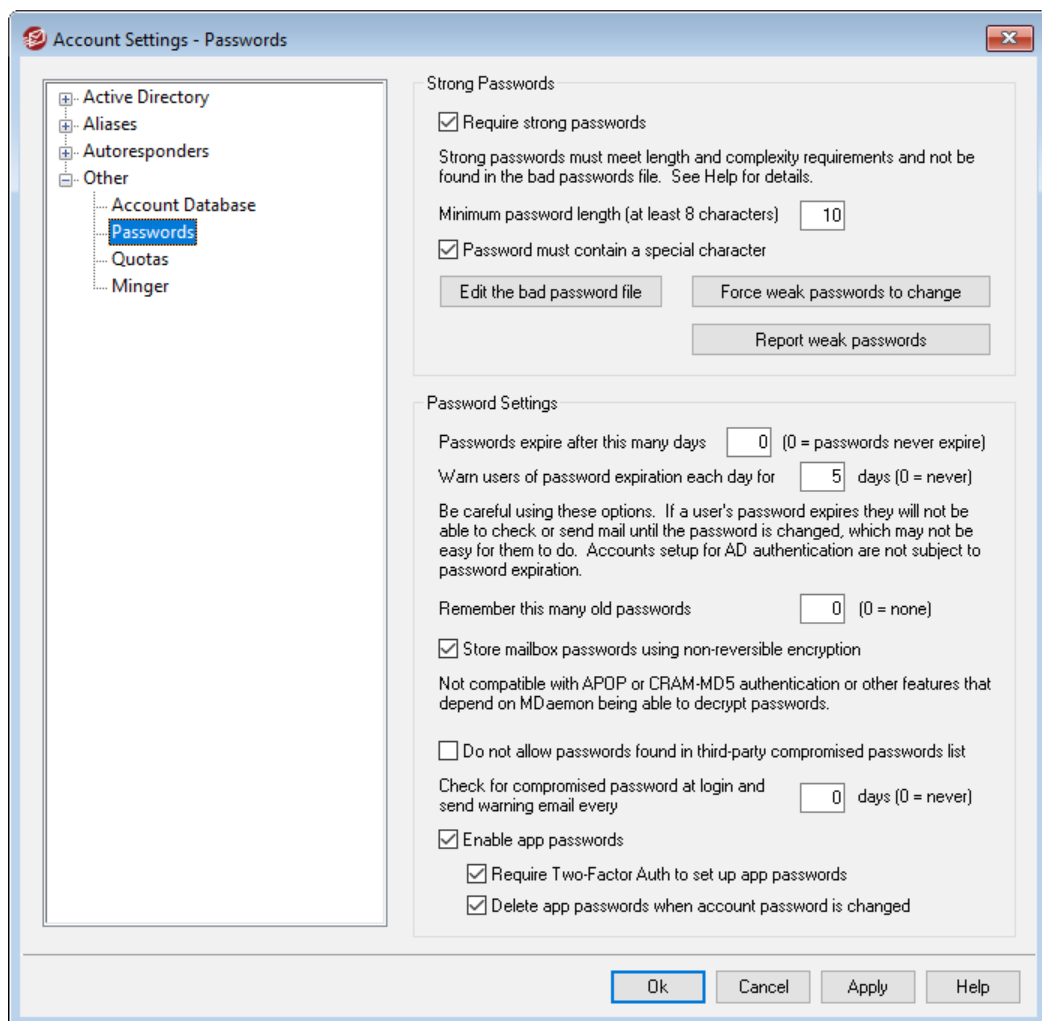 Account Settings - Passwords
Active Directory
Aliases
Autoresponders
Other
Account Database
Passwords
Quotas
Minger
Strong Passwords
Require strong passwords
Strong passwords must meet length and complexity requirements and not be
found in the bad passwords file.  See Help for details.
Minimum password length (at least 8 characters) 10
Password must contain a special character
Edit the bad password file Force weak passwords to change
Report weak passwords
Password Settings
Passwords expire after this many days 0 (0 = passwords never expire)
Warn users of password expiration each day for 5 days (0 = never)
Be careful using these options.  If a user's password expires they will not be
able to check or send mail until the password is changed, which may not be
easy for them to do.  Accounts setup for AD authentication are not subject to
password expiration.
Remember this many old passwords 0 (0 = none)
Store mailbox passwords using non-reversible encryption
Not compatible with APOP or CRAM-MD5 authentication or other features that
depend on MDaemon being able to decrypt passwords.
Do not allow passwords found in third-party compromised passwords list
Check for compromised password at login and
send warning email every 0 days (0 = never)
Enable app passwords
Require Two-Factor Auth to set up app passwords
Delete app passwords when account password is changed
Ok Cancel Apply Help